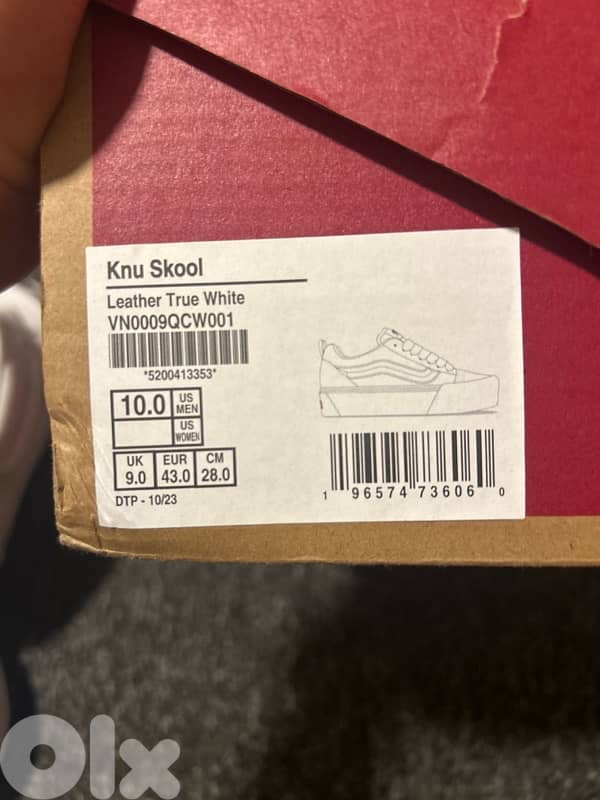 Knu Skool
Leather True White
VN0009QCW001
*5200413353*
10.0 US MEN
US WOMEN
UK EUR CM
9.0 43.0 28.0
DTP - 10/23
1 96574 73606 0
Olx